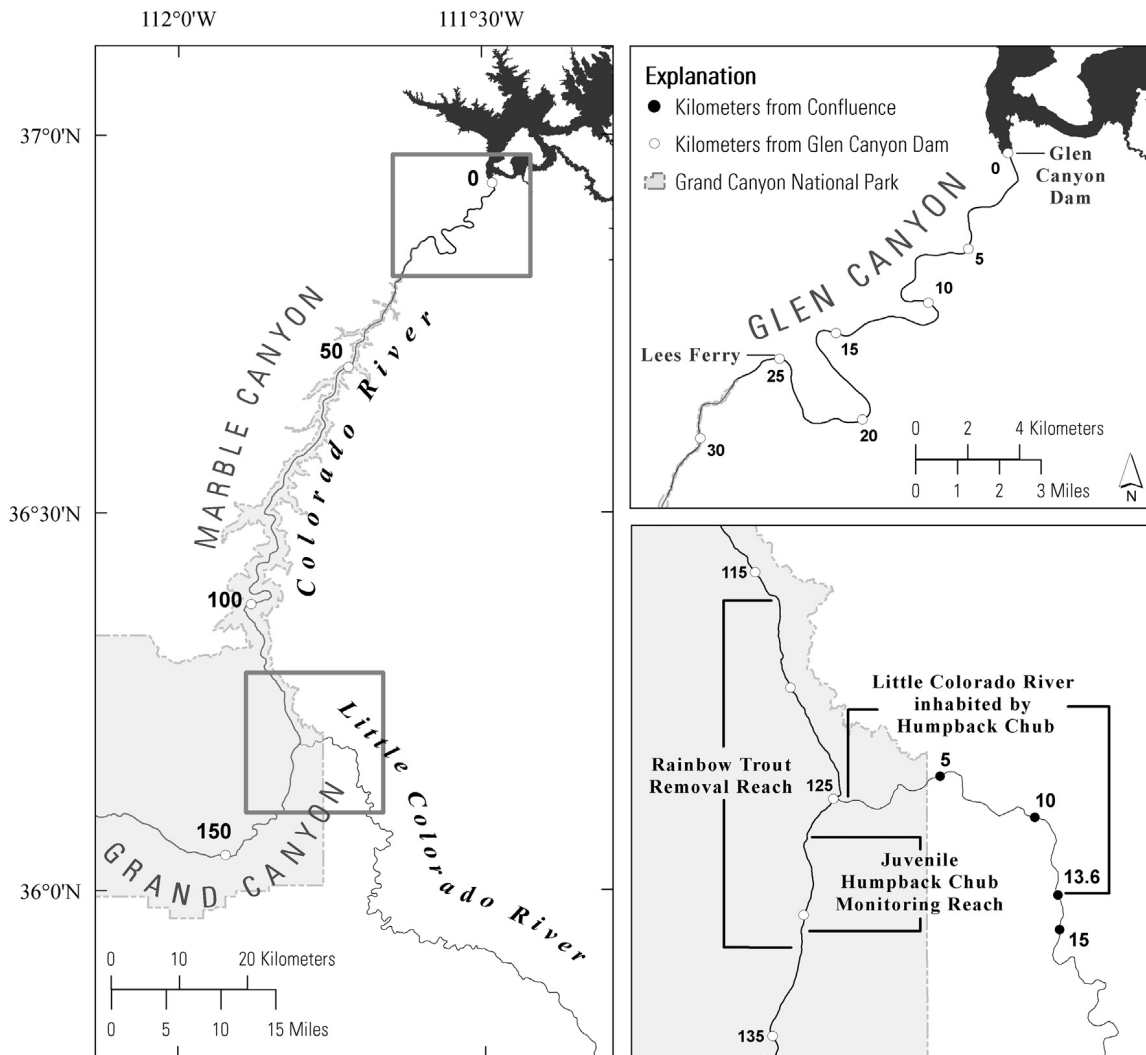 112°0'W
111°30'W
37°0'N
0
50
MARBLE CANYON
Colorado River
36°30'N
100
Little Colorado River
150
GRAND CANYON
36°0'N
0 10 20 Kilometers
0 5 10 15 Miles
Explanation
Kilometers from Confluence
Kilometers from Glen Canyon Dam
Grand Canyon National Park
0
Glen
Canyon
Dam
GLEN CANYON
5
10
15
Lees Ferry
25
20
30
0 2 4 Kilometers
0 1 2 3 Miles
N
115
Little Colorado River
inhabited by
Humpback Chub
Rainbow Trout
Removal Reach
125
5
10
Juvenile
Humpback Chub
Monitoring Reach
13.6
15
135